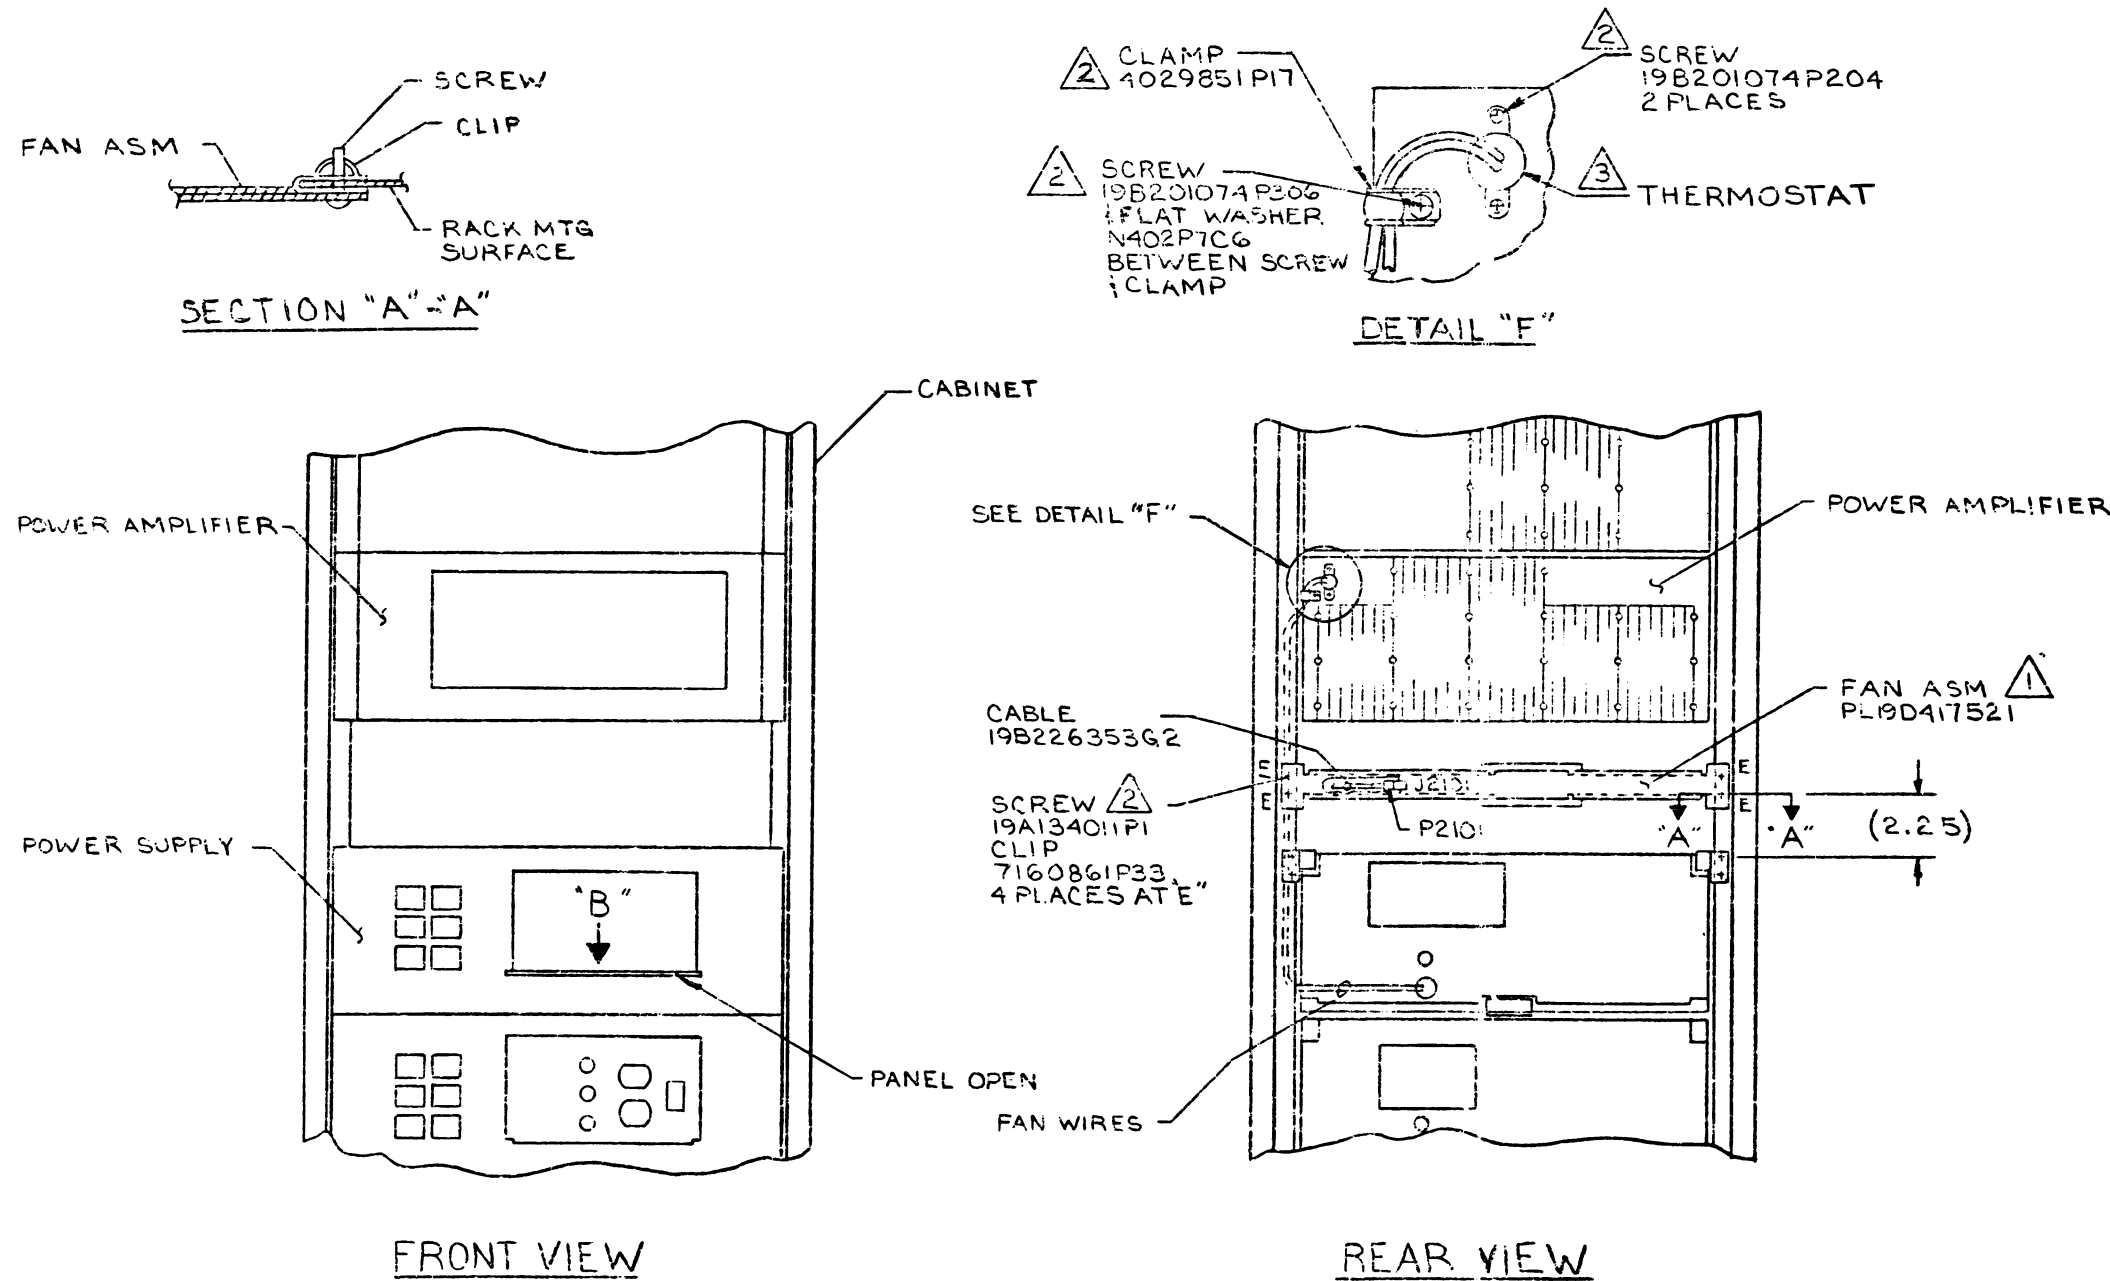 SCREW
CLIP
FAN ASM
RACK MTG
SURFACE
SECTION "A"-"A"
2
CLAMP
4029851P17
2
SCREW
19B201074P204
2 PLACES
2
SCREW
19B201074P306
& FLAT WASHER
N402P7C6
BETWEEN SCREW
& CLAMP
3
THERMOSTAT
DETAIL "F"
CABINET
POWER AMPLIFIER
POWER SUPPLY
"B"
PANEL OPEN
FRONT VIEW
SEE DETAIL "F"
POWER AMPLIFIER
FAN ASM 1
PL19D417521
CABLE
19B226353G2
SCREW 2
19A134011P1
CLIP
7160861P33
4 PLACES AT "E"
E
E
E
E
J2101
P2101
"A"
"A"
(2.25)
FAN WIRES
REAR VIEW